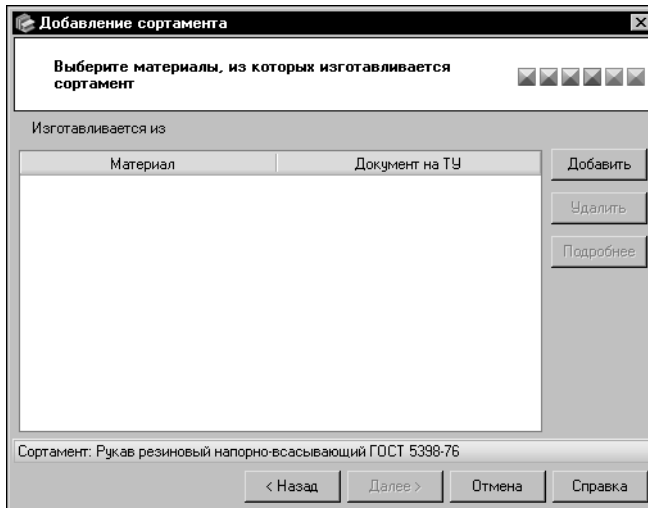 Добавление сортамента
Выберите материалы, из которых изготавливается
сортамент
Изготавливается из
Материал Документ на ТУ
Добавить
Удалить
Подробнее
Сортамент: Рукав резиновый напорно-всасывающий ГОСТ 5398-76
< Назад Далее > Отмена Справка